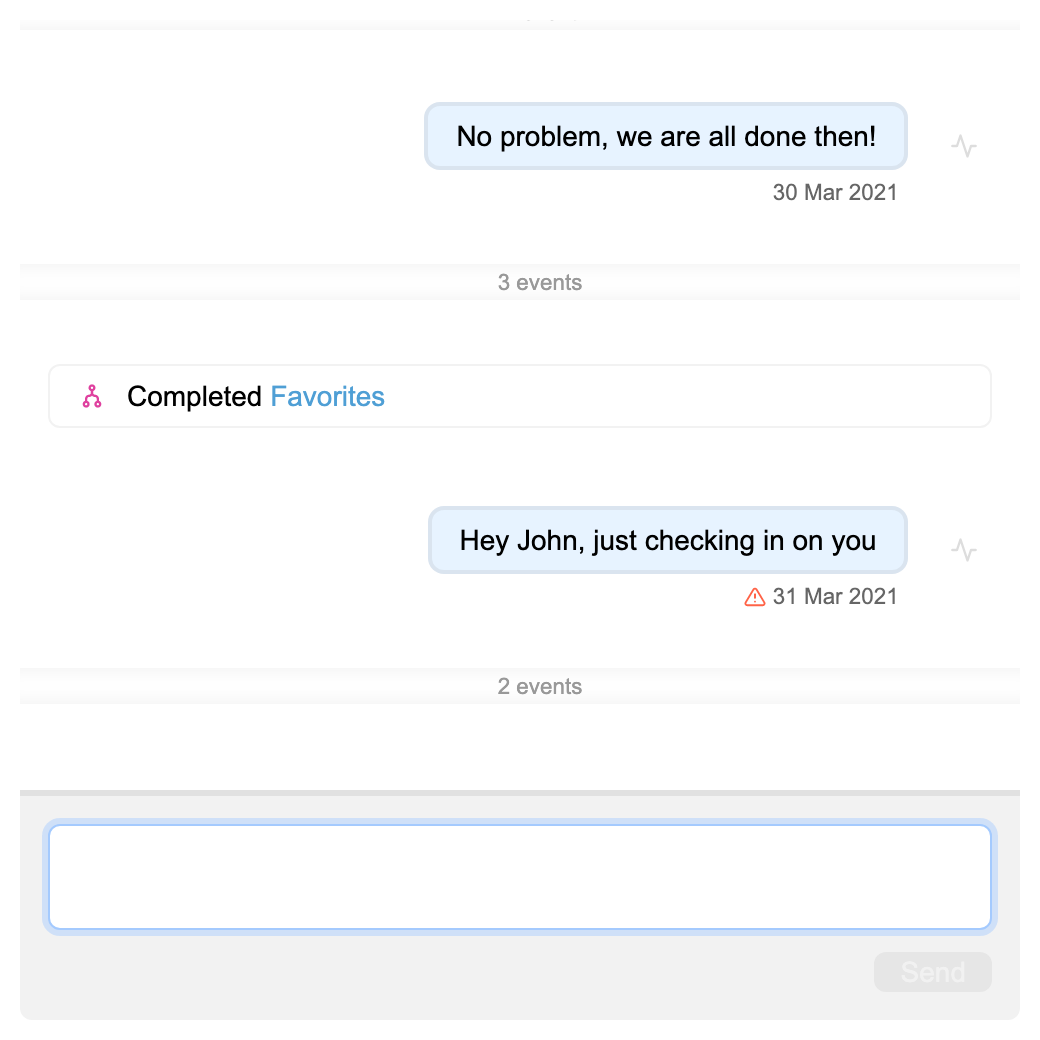 No problem, we are all done then!
30 Mar 2021
3 events
Completed Favorites
Hey John, just checking in on you
31 Mar 2021
2 events
Send